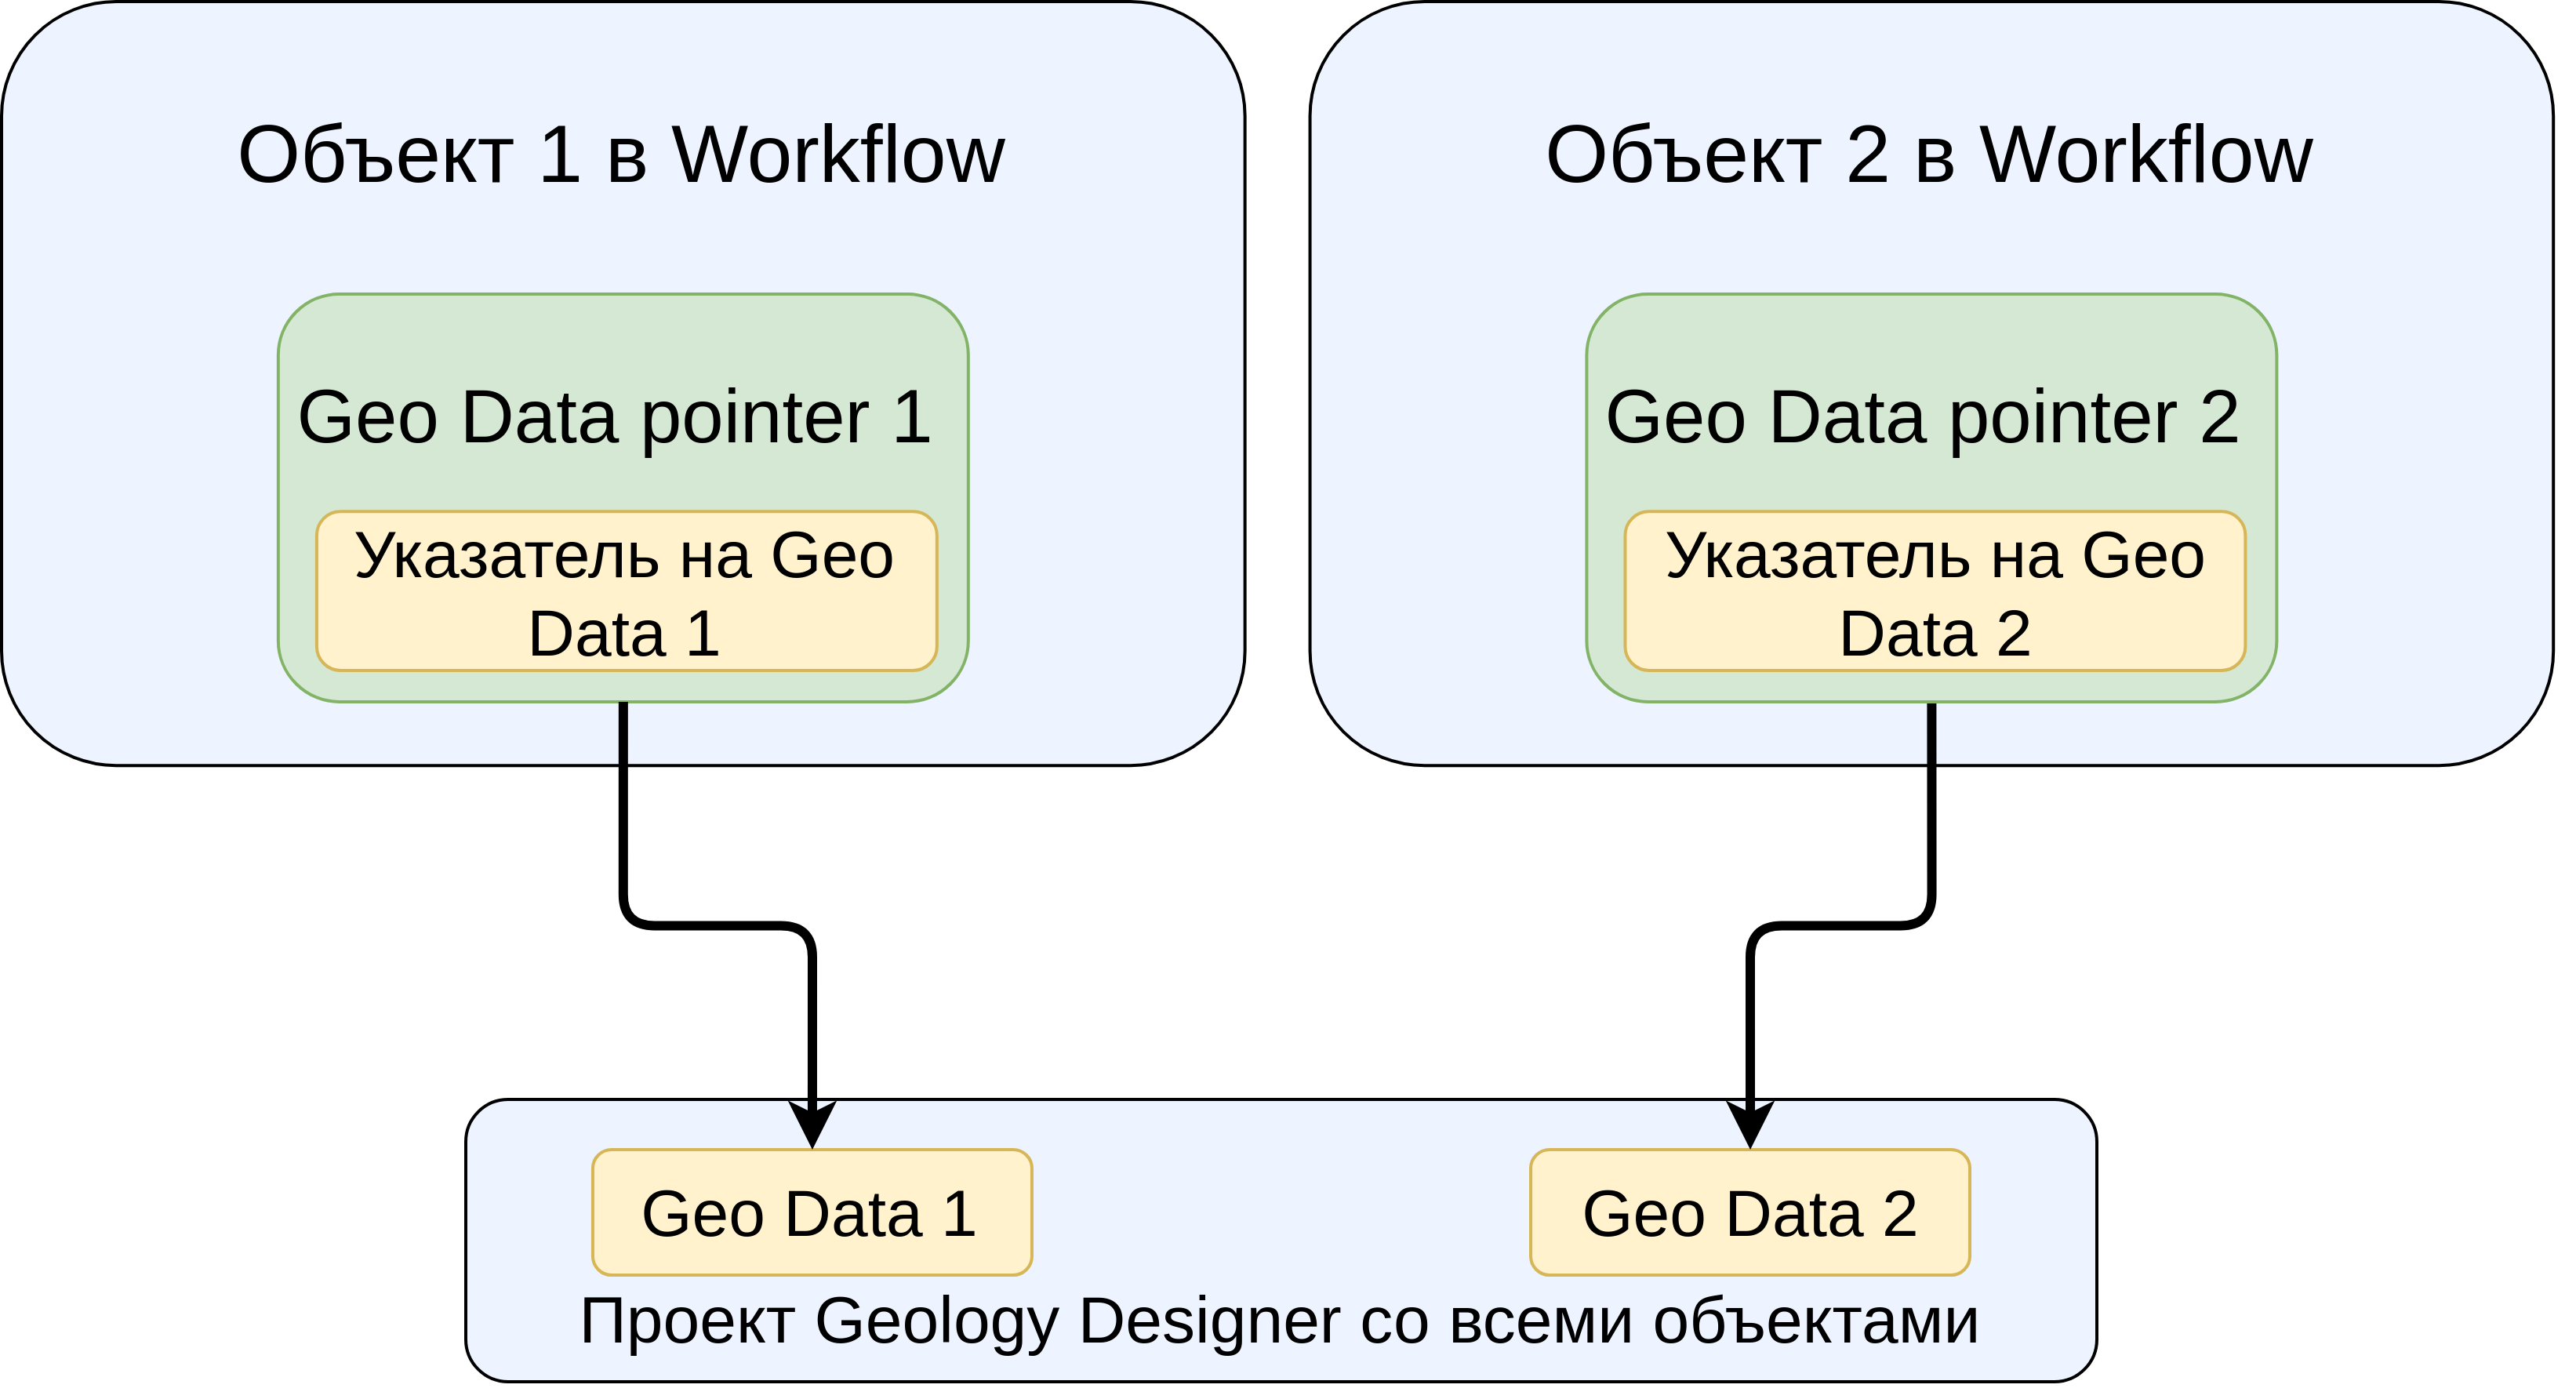 Объект 1 в Workflow
Geo Data pointer 1
Указатель на Geo
Data 1
Объект 2 в Workflow
Geo Data pointer 2
Указатель на Geo
Data 2
Geo Data 1
Geo Data 2
Проект Geology Designer со всеми объектами